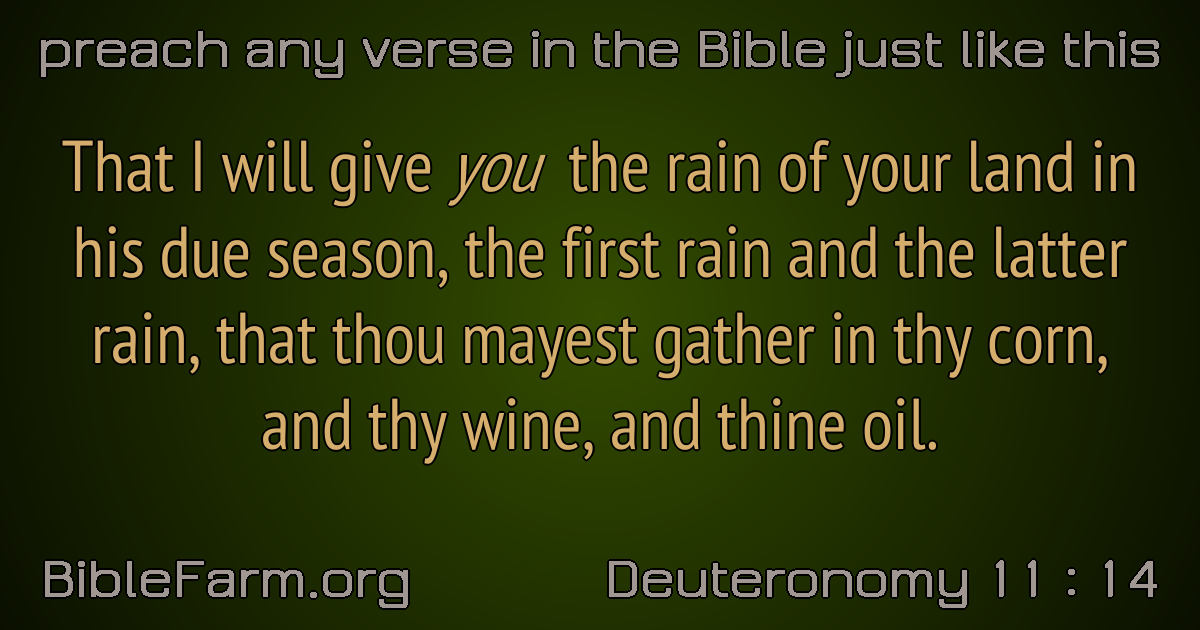 preach any verse in the Bible just like this
That I will give you the rain of your land in
his due season, the first rain and the latter
rain, that thou mayest gather in thy corn,
and thy wine, and thine oil.
BibleFarm.org
Deuteronomy 11 : 14